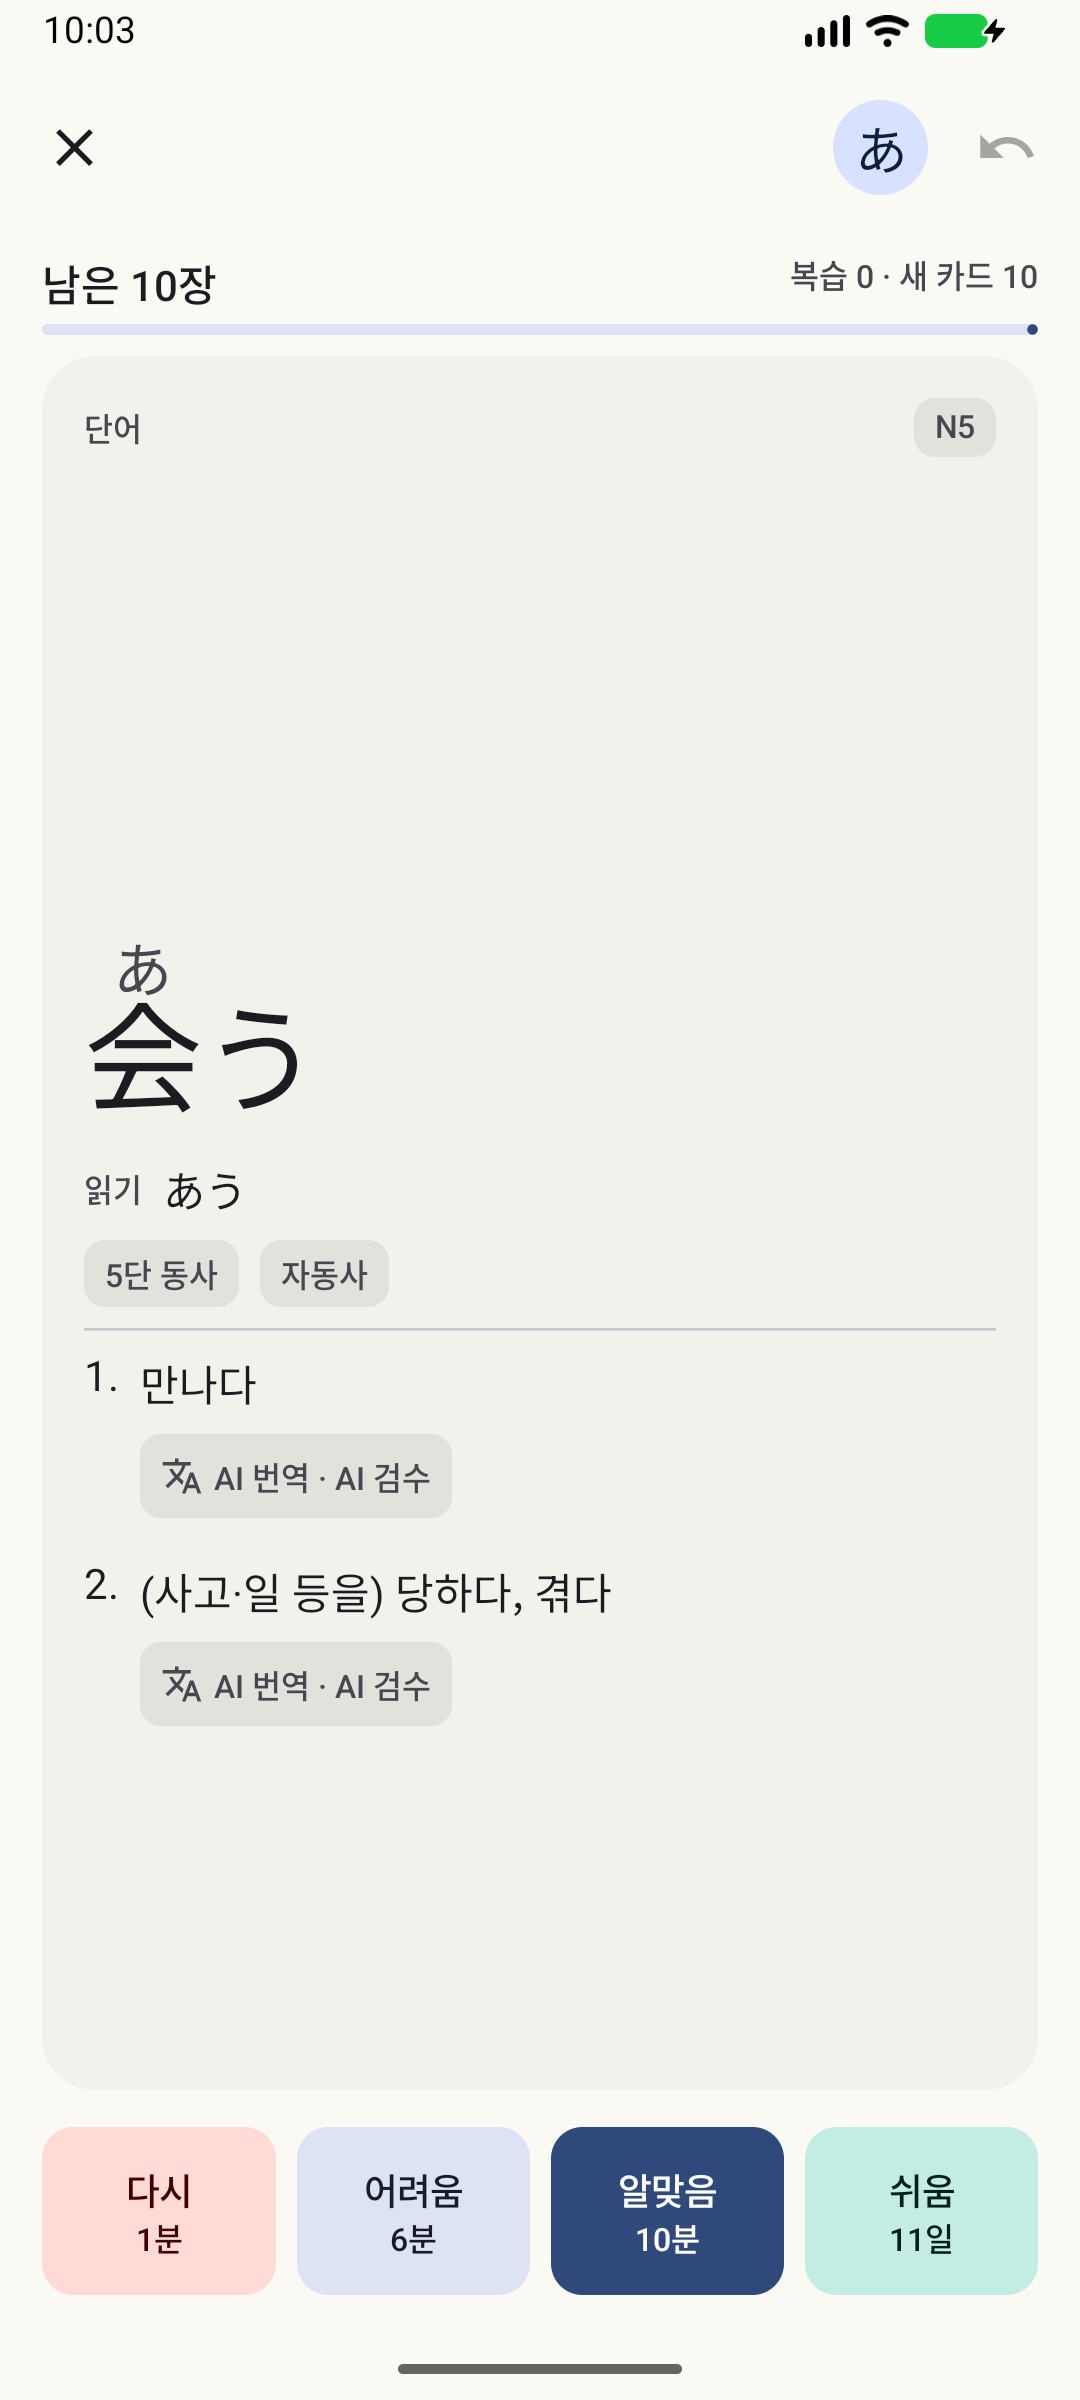 10:03
あ
남은 10장
복습 0 · 새 카드 10
단어
N5
あ
会う
읽기 あう
5단 동사 자동사
1. 만나다
AI 번역 · AI 검수
2. (사고·일 등을) 당하다, 겪다
AI 번역 · AI 검수
다시 어려움 알맞음 쉬움
1분 6분 10분 11일